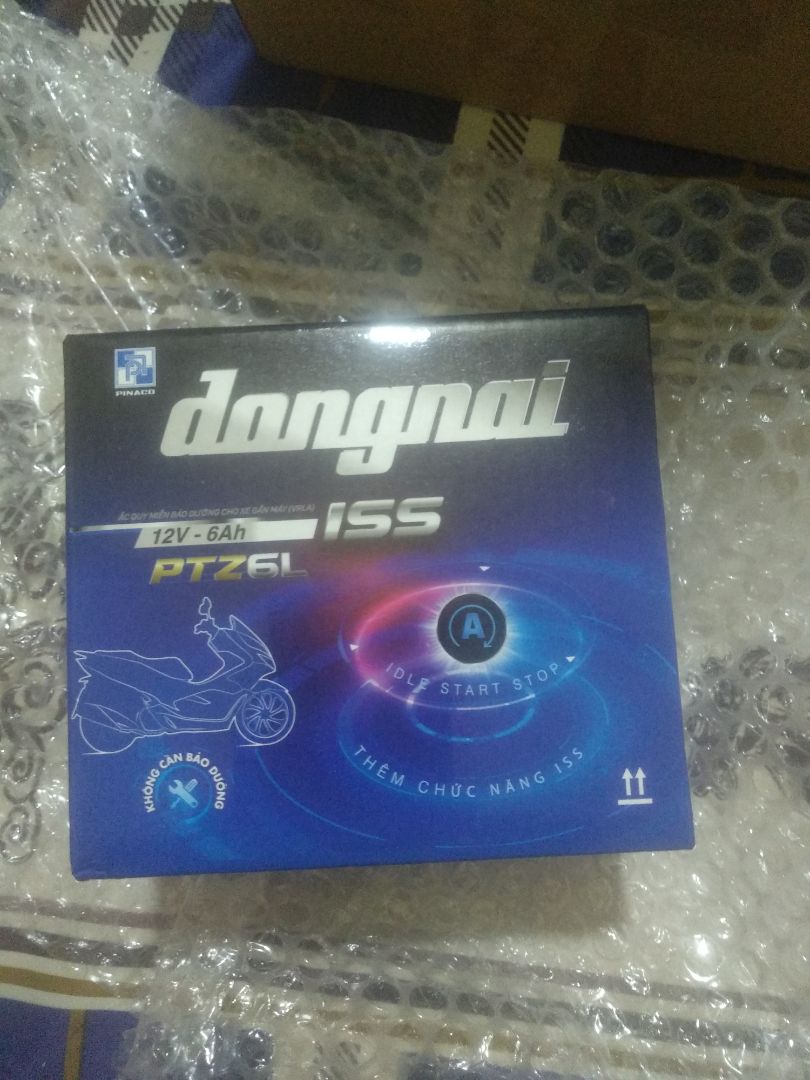 PINACO
dongnai
ẮC QUY MIỄN BẢO DƯỠNG CHO XE GẮN MÁY (VRLA)
12V - 6Ah
ISS
PTZ6L
A
IDLE START STOP
THÊM CHỨC NĂNG ISS
KHÔNG CẦN BẢO DƯỠNG